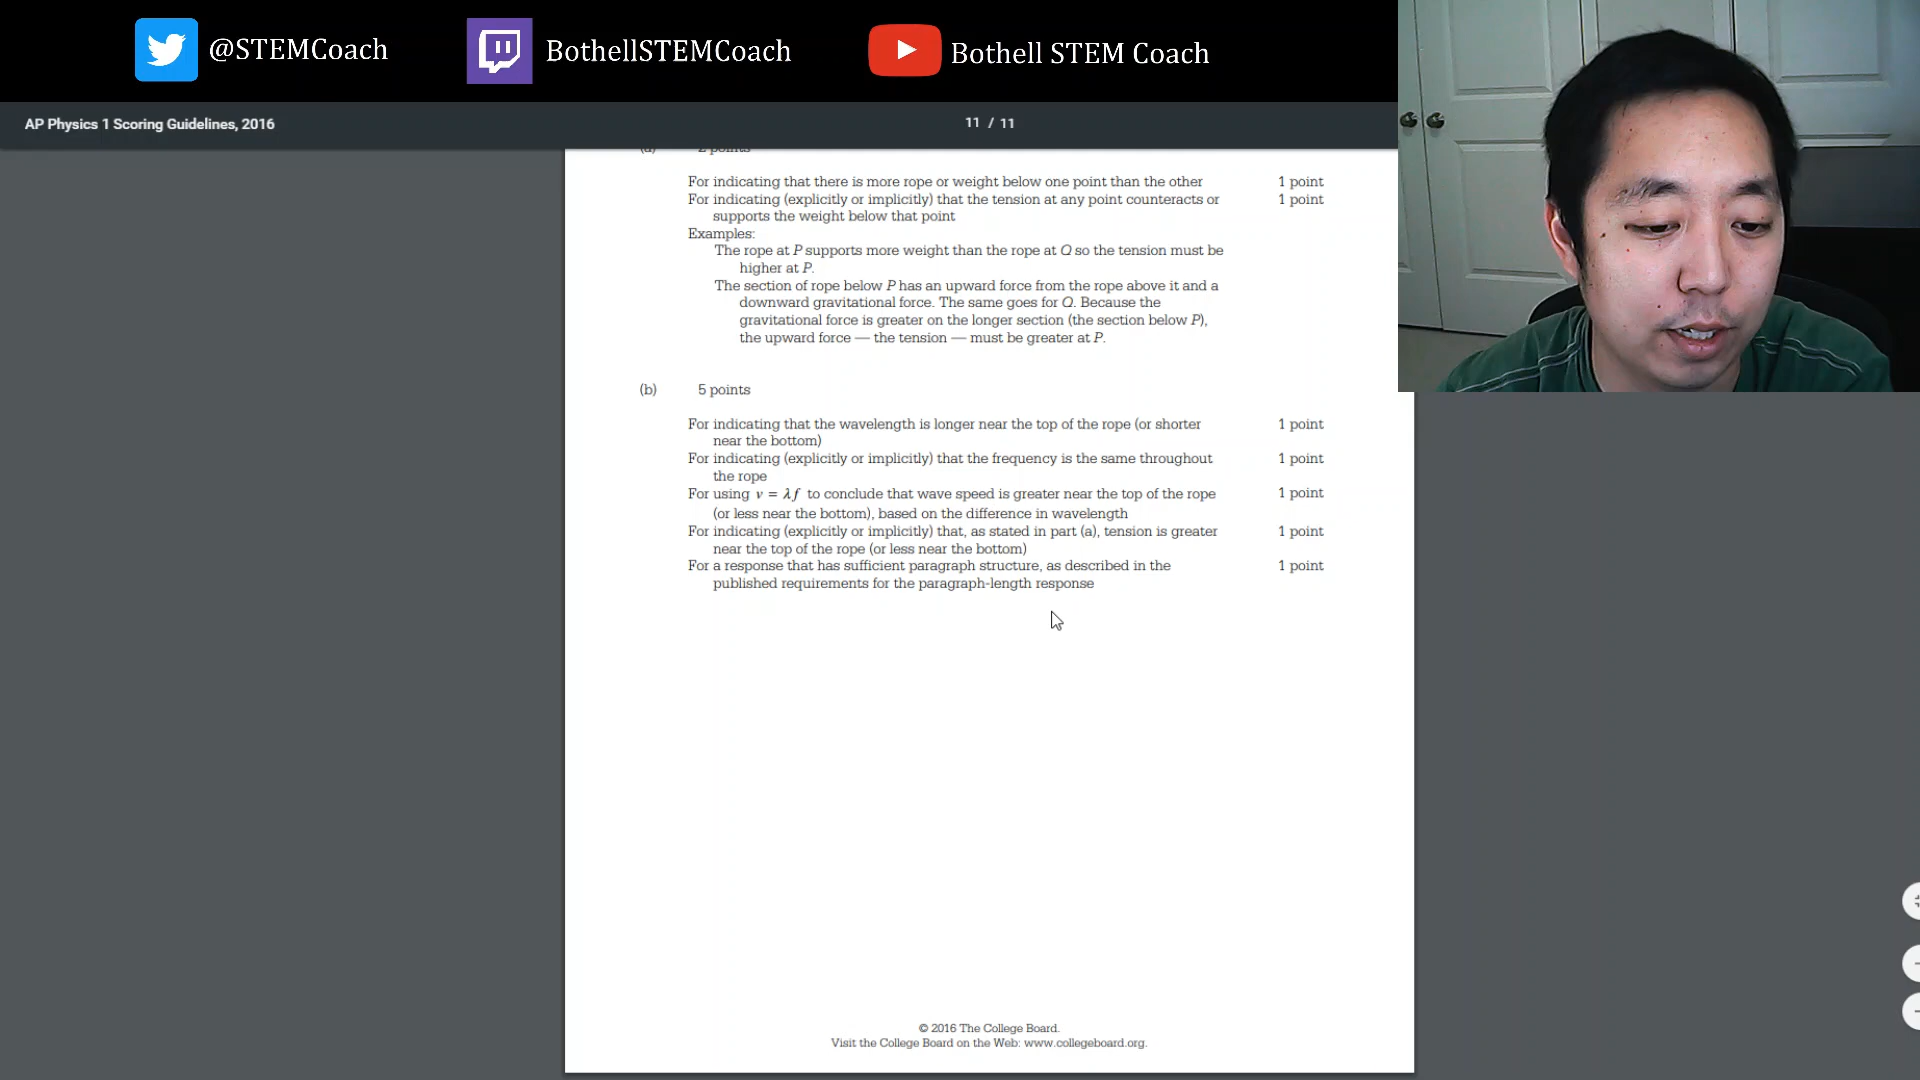 @STEMCoach
BothellSTEMCoach
Bothell STEM Coach
AP Physics 1 Scoring Guidelines, 2016
11 / 11
(a) 2 points
For indicating that there is more rope or weight below one point than the other 1 point
For indicating (explicitly or implicitly) that the tension at any point counteracts or 1 point
supports the weight below that point
Examples:
The rope at P supports more weight than the rope at Q so the tension must be
higher at P.
The section of rope below P has an upward force from the rope above it and a
downward gravitational force. The same goes for Q. Because the
gravitational force is greater on the longer section (the section below P),
the upward force — the tension — must be greater at P.
(b) 5 points
For indicating that the wavelength is longer near the top of the rope (or shorter 1 point
near the bottom)
For indicating (explicitly or implicitly) that the frequency is the same throughout 1 point
the rope
For using v = λf to conclude that wave speed is greater near the top of the rope 1 point
(or less near the bottom), based on the difference in wavelength
For indicating (explicitly or implicitly) that, as stated in part (a), tension is greater 1 point
near the top of the rope (or less near the bottom)
For a response that has sufficient paragraph structure, as described in the 1 point
published requirements for the paragraph-length response
© 2016 The College Board.
Visit the College Board on the Web: www.collegeboard.org.